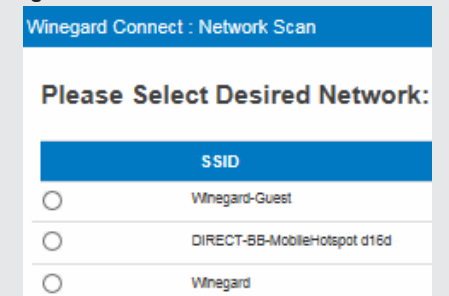 Winegard Connect : Network Scan
Please Select Desired Network:
SSID
Winegard-Guest
DIRECT-BB-MobileHotspot d16d
Winegard